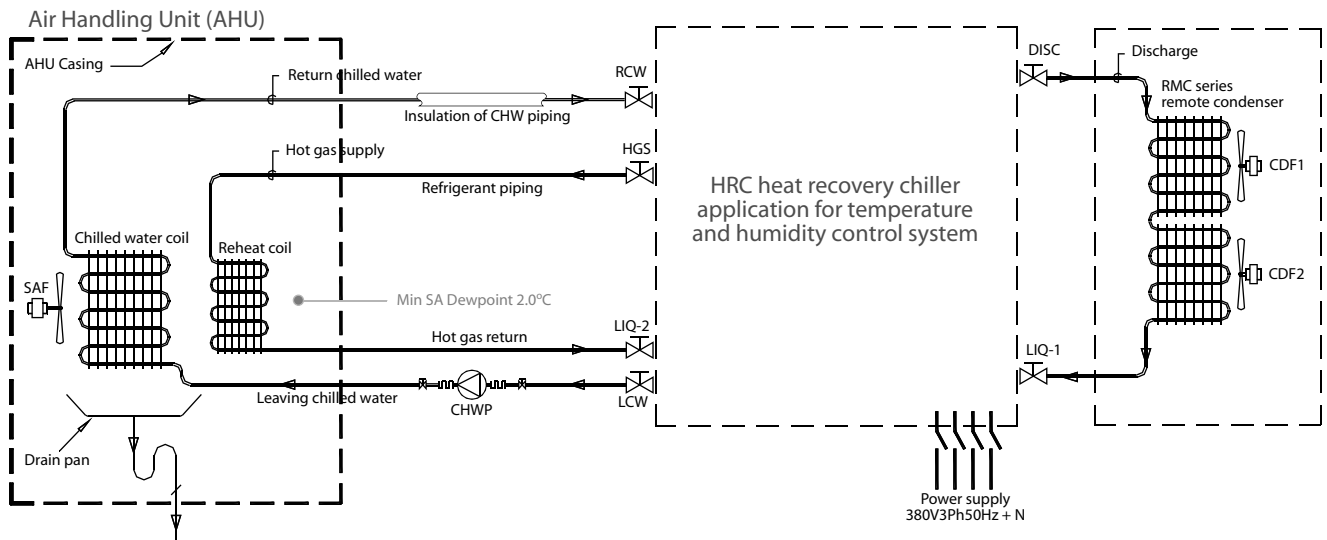 Air Handling Unit (AHU)
AHU Casing
Return chilled water
RCW
Insulation of CHW piping
Hot gas supply
HGS
Refrigerant piping
Chilled water coil
Reheat coil
SAF
Min SA Dewpoint 2.0°C
Hot gas return
LIQ-2
Leaving chilled water
CHWP
LCW
Drain pan
HRC heat recovery chiller
application for temperature
and humidity control system
Power supply
380V3Ph50Hz + N
DISC
Discharge
RMC series
remote condenser
CDF1
CDF2
LIQ-1